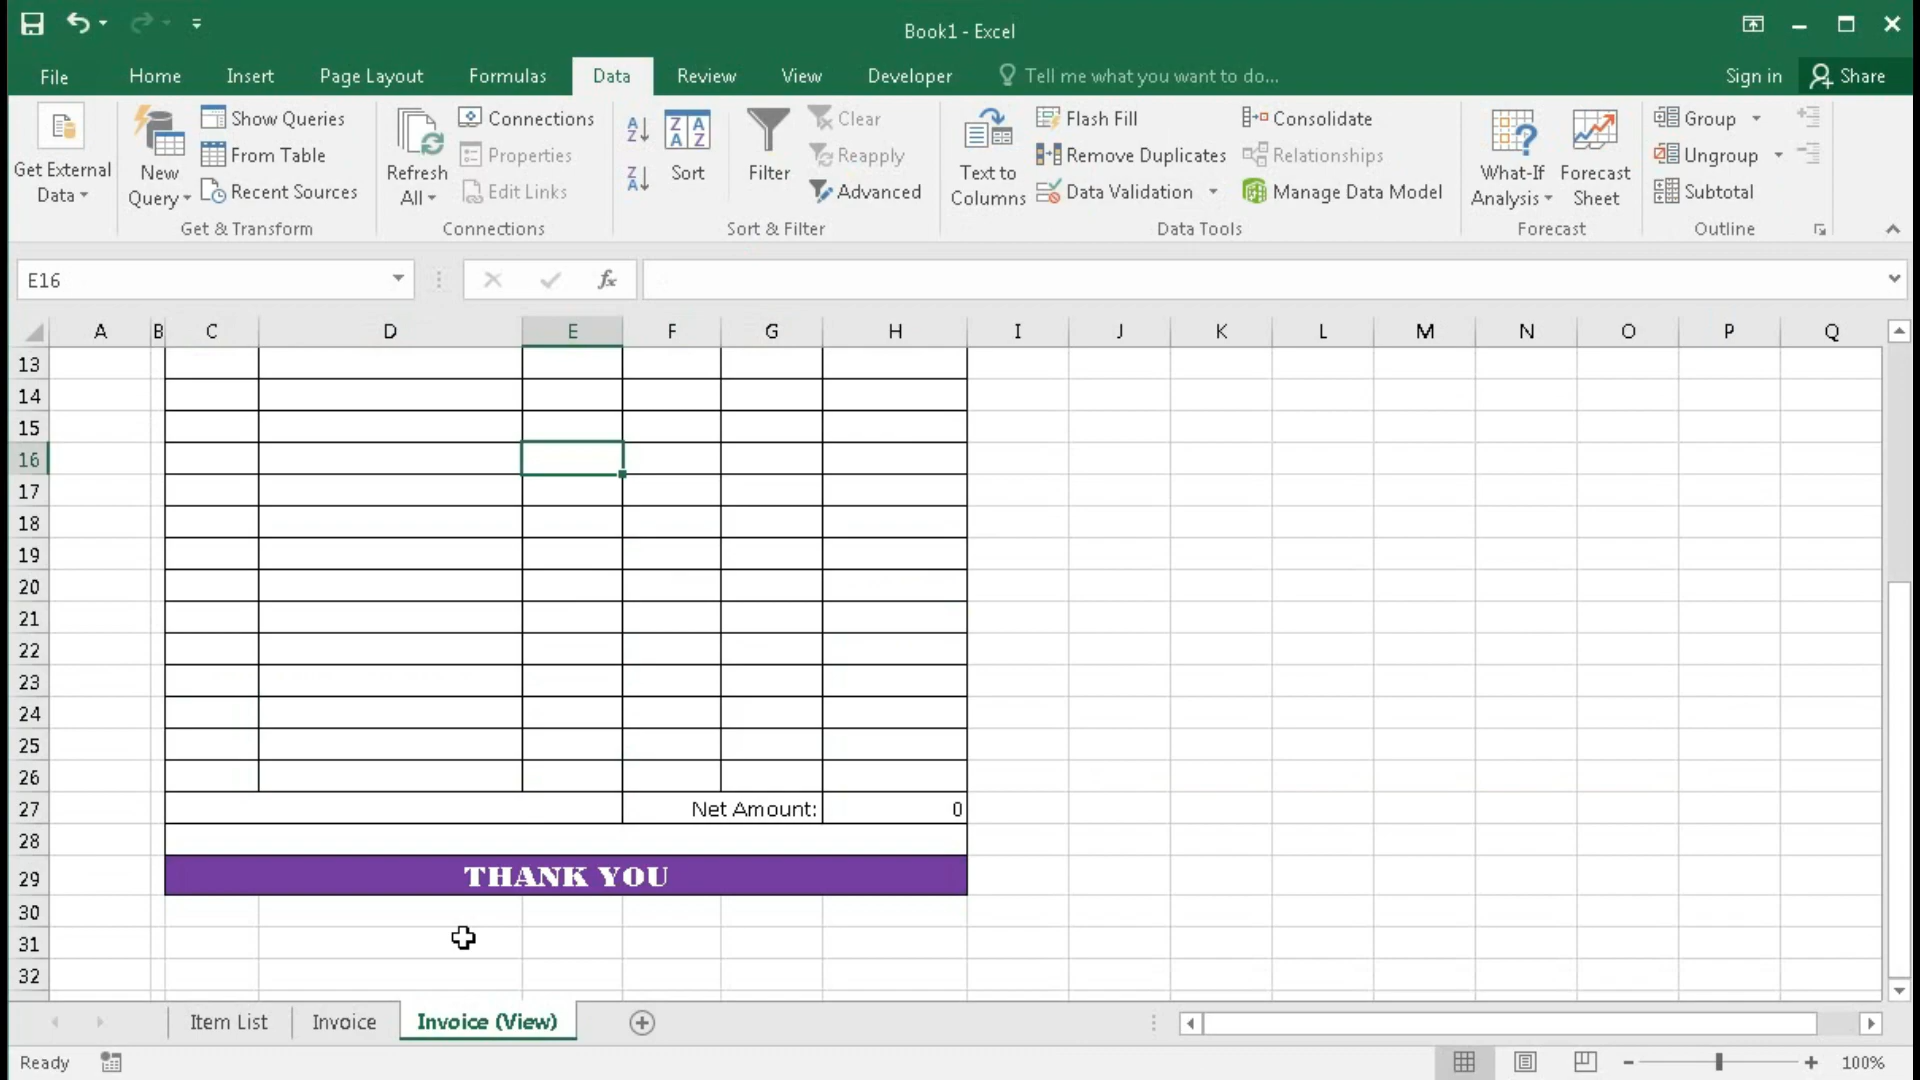 Book1 - Excel
File Home Insert Page Layout Formulas Data Review View Developer Tell me what you want to do... Sign in Share
Get External Data
New Query
Show Queries
From Table
Recent Sources
Get & Transform
Refresh All
Connections
Properties
Edit Links
Connections
A Z
Z A
Z A A Z
Sort
Filter
Clear
Reapply
Advanced
Sort & Filter
Text to Columns
Flash Fill
Remove Duplicates
Data Validation
Consolidate
Relationships
Manage Data Model
Data Tools
What-If Analysis
Forecast Sheet
Forecast
Group
Ungroup
Subtotal
Outline
E16 fx
A B C D E F G H I J K L M N O P Q
13
14
15
16
17
18
19
20
21
22
23
24
25
26
27 Net Amount: 0
28
29 THANK YOU
30
31
32
Item List Invoice Invoice (View)
Ready 100%